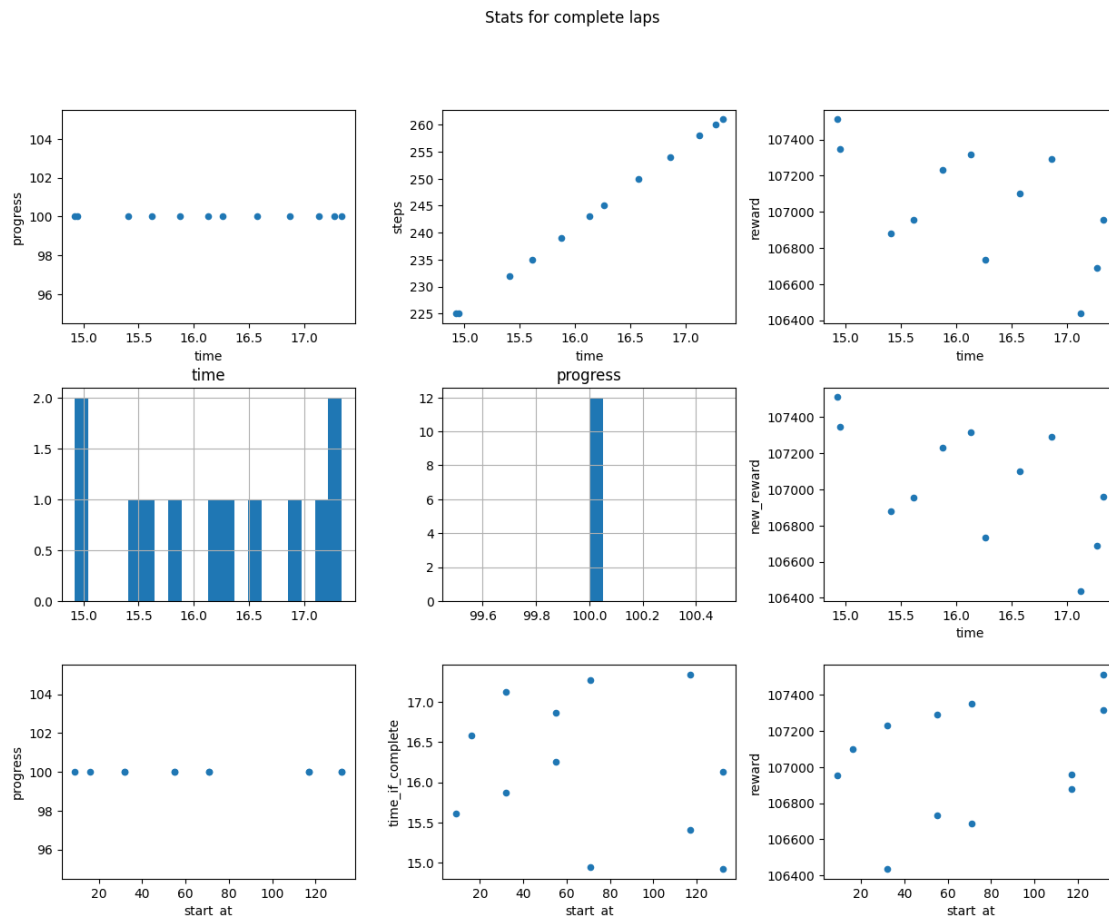 Stats for complete laps
104
102
100
98
96
progress
15.0 15.5 16.0 16.5 17.0
time
260
255
250
245
240
235
230
225
steps
15.0 15.5 16.0 16.5 17.0
time
107400
107200
107000
106800
106600
106400
reward
15.0 15.5 16.0 16.5 17.0
time
time
2.0
1.5
1.0
0.5
0.0
15.0 15.5 16.0 16.5 17.0
progress
12
10
8
6
4
2
0
99.6 99.8 100.0 100.2 100.4
107400
107200
107000
106800
106600
106400
new_reward
15.0 15.5 16.0 16.5 17.0
time
104
102
100
98
96
progress
20 40 60 80 100 120
start_at
17.0
16.5
16.0
15.5
15.0
time_if_complete
20 40 60 80 100 120
start_at
107400
107200
107000
106800
106600
106400
reward
20 40 60 80 100 120
start_at